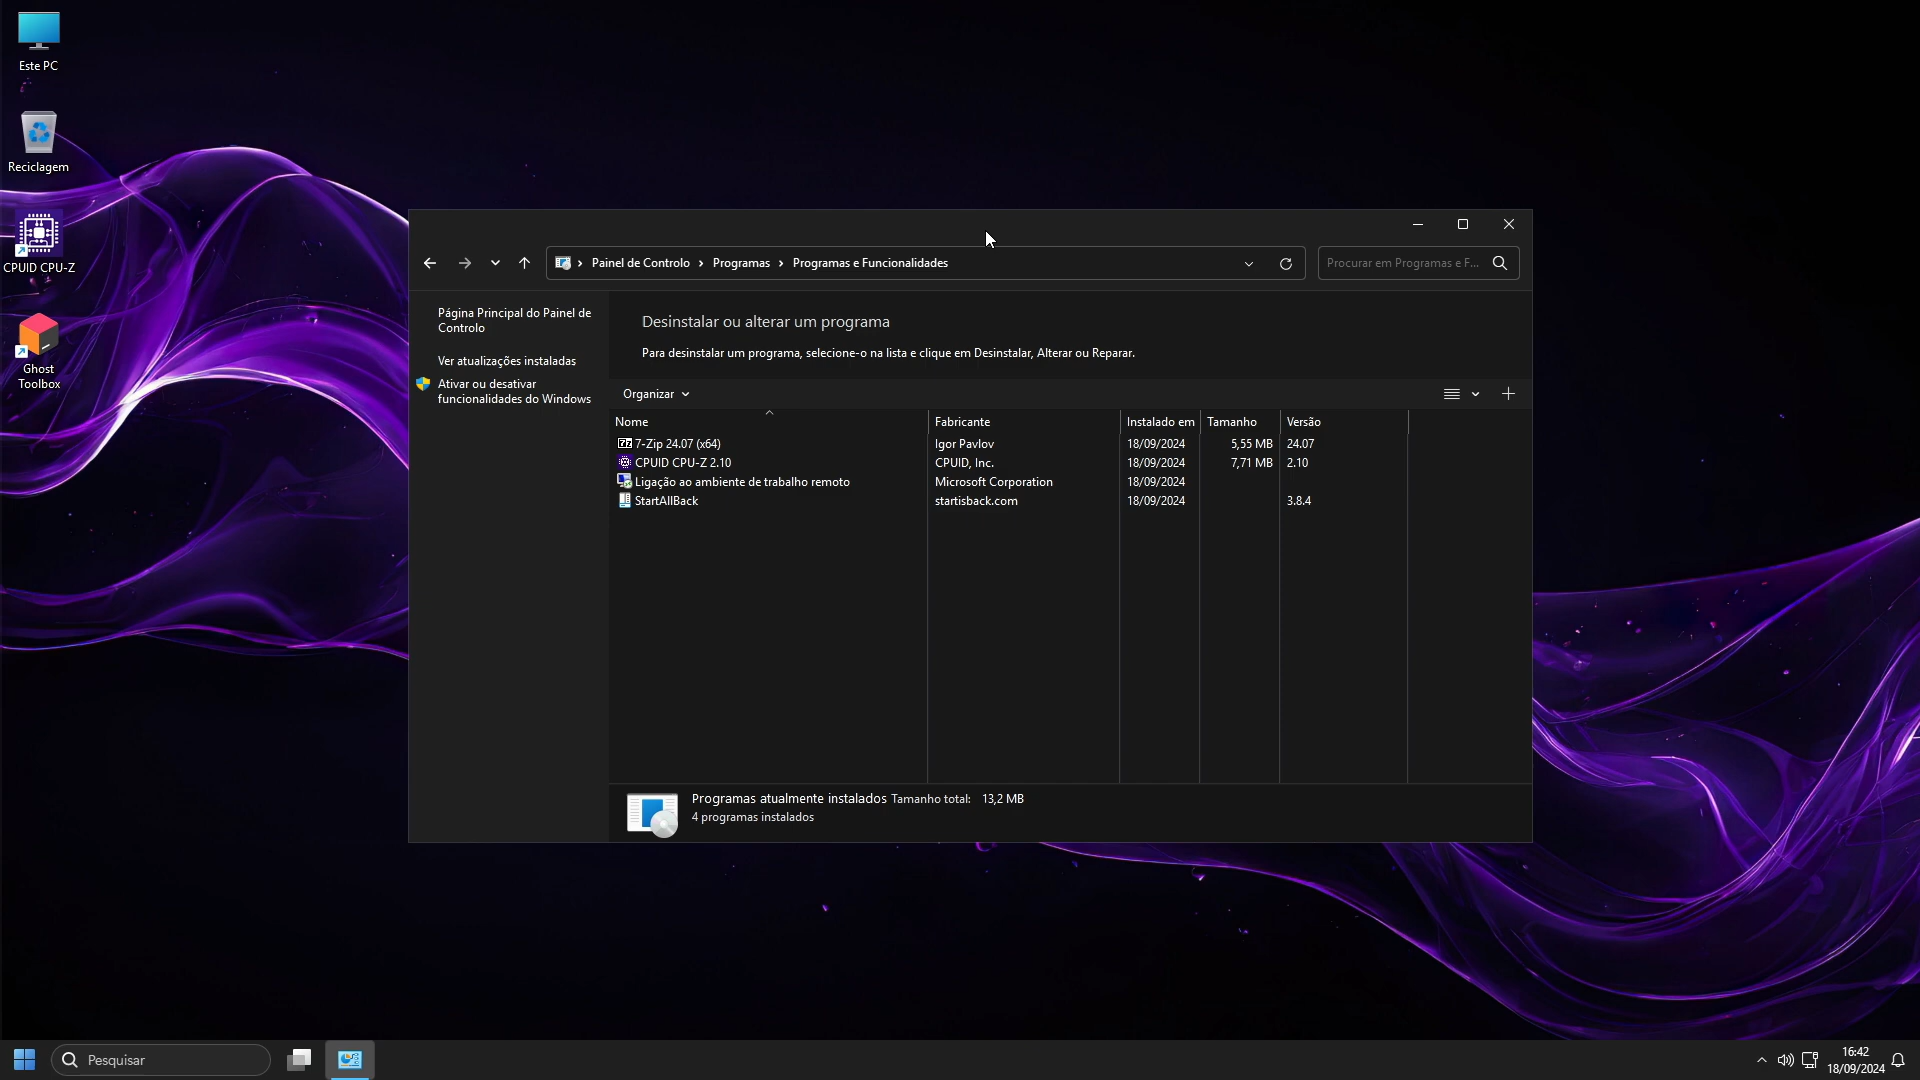 Este PC
Reciclagem
CPUID CPU-Z
Ghost
Toolbox
Painel de Controlo
Programas
Programas e Funcionalidades
Procurar em Programas e F...
Página Principal do Painel de
Controlo
Ver atualizações instaladas
Ativar ou desativar
funcionalidades do Windows
Desinstalar ou alterar um programa
Para desinstalar um programa, selecione-o na lista e clique em Desinstalar, Alterar ou Reparar.
Organizar
Nome Fabricante Instalado em Tamanho Versão
7-Zip 24.07 (x64) Igor Pavlov 18/09/2024 5,55 MB 24.07
CPUID CPU-Z 2.10 CPUID, Inc. 18/09/2024 7,71 MB 2.10
Ligação ao ambiente de trabalho remoto Microsoft Corporation 18/09/2024
StartAllBack startisback.com 18/09/2024 3.8.4
Programas atualmente instalados Tamanho total: 13,2 MB
4 programas instalados
Pesquisar
16:42
18/09/2024